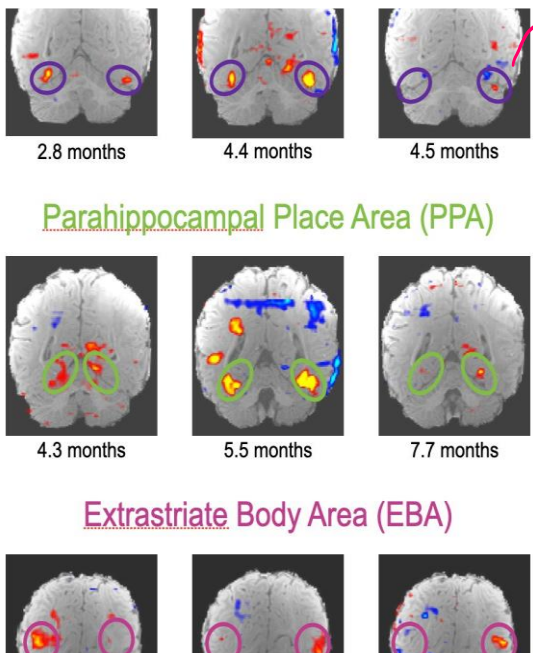 2.8 months
4.4 months
4.5 months
Parahippocampal Place Area (PPA)
4.3 months
5.5 months
7.7 months
Extrastriate Body Area (EBA)